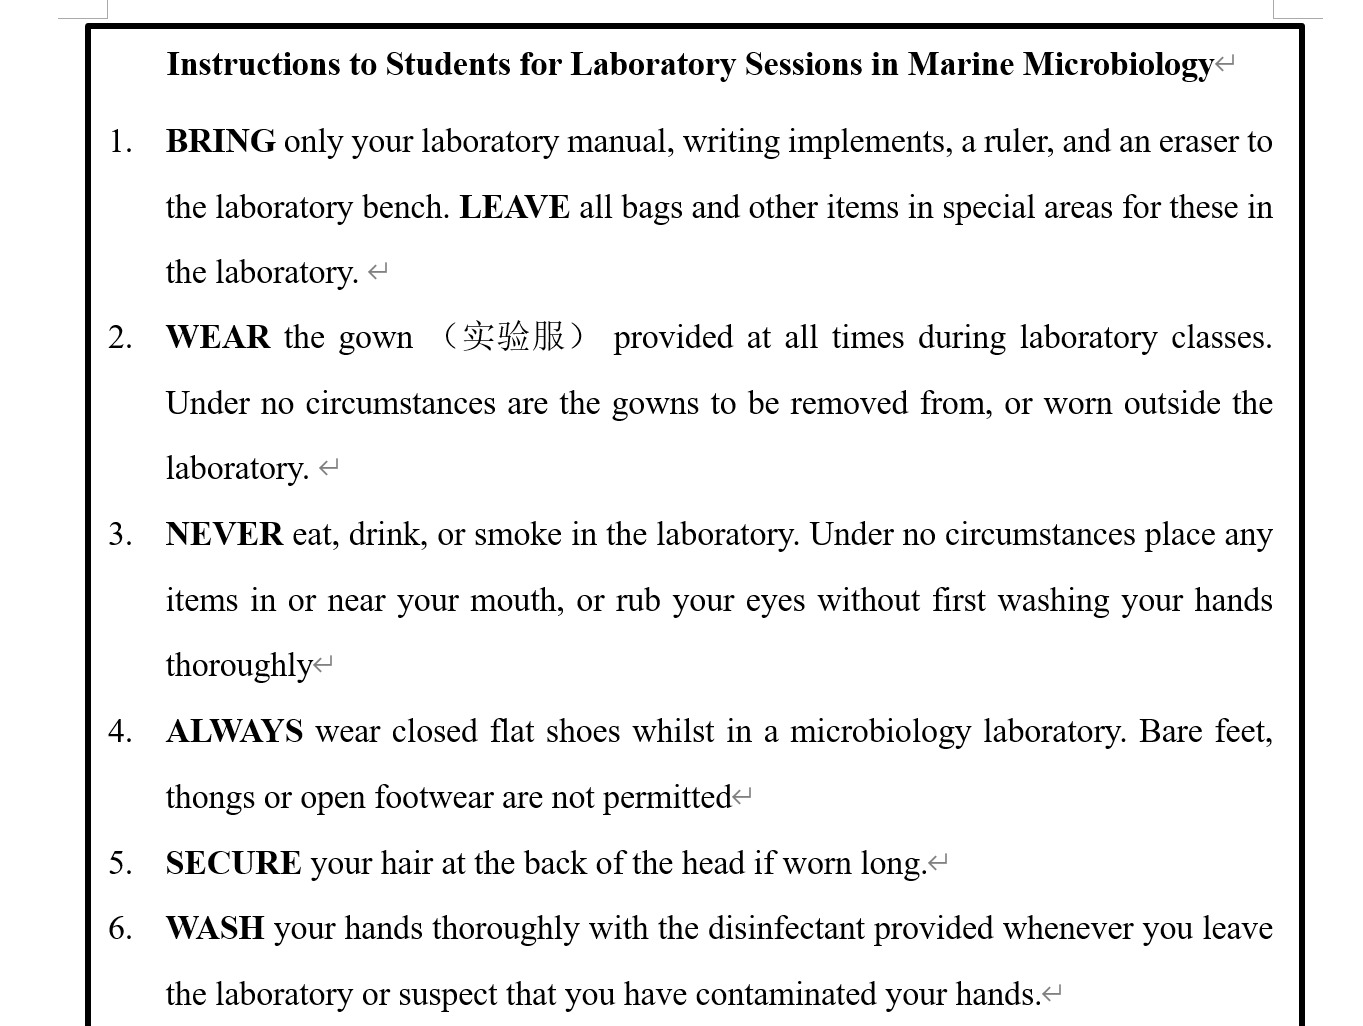 Instructions to Students for Laboratory Sessions in Marine Microbiology
1. BRING only your laboratory manual, writing implements, a ruler, and an eraser to
the laboratory bench. LEAVE all bags and other items in special areas for these in
the laboratory.
2. WEAR the gown （实验服） provided at all times during laboratory classes.
Under no circumstances are the gowns to be removed from, or worn outside the
laboratory.
3. NEVER eat, drink, or smoke in the laboratory. Under no circumstances place any
items in or near your mouth, or rub your eyes without first washing your hands
thoroughly
4. ALWAYS wear closed flat shoes whilst in a microbiology laboratory. Bare feet,
thongs or open footwear are not permitted
5. SECURE your hair at the back of the head if worn long.
6. WASH your hands thoroughly with the disinfectant provided whenever you leave
the laboratory or suspect that you have contaminated your hands.